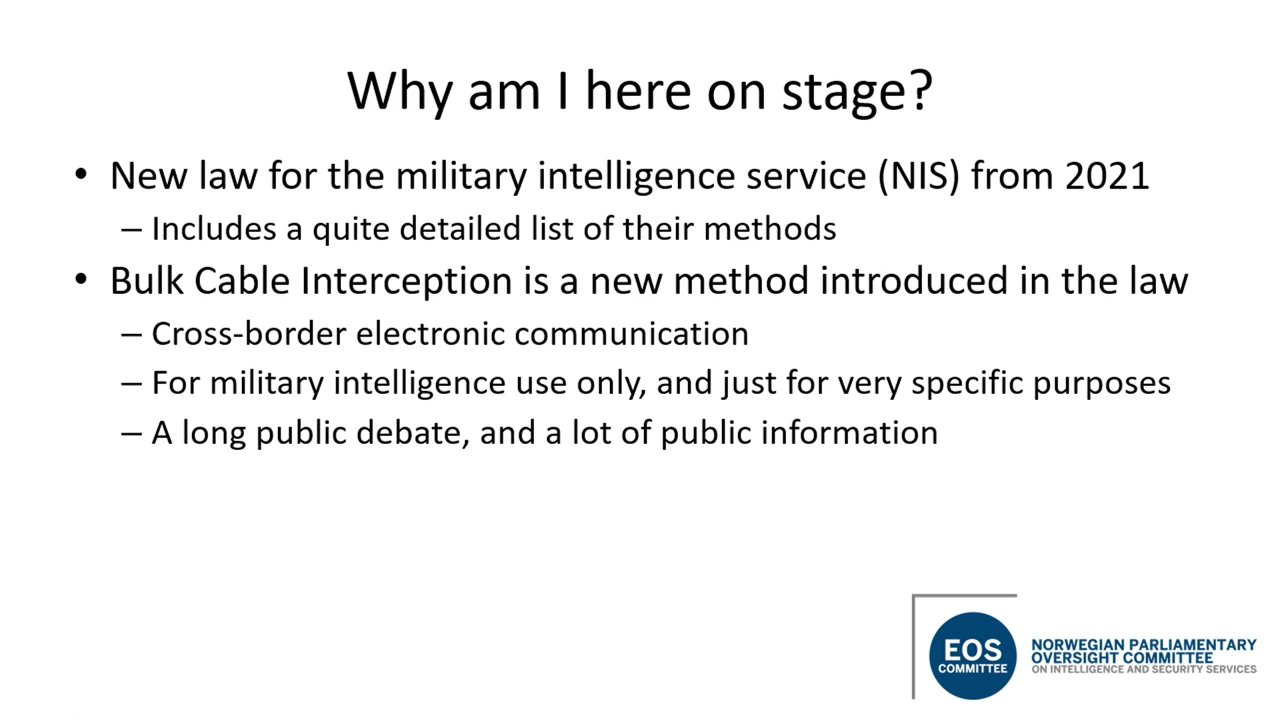 Why am I here on stage?
• New law for the military intelligence service (NIS) from 2021
– Includes a quite detailed list of their methods
• Bulk Cable Interception is a new method introduced in the law
– Cross-border electronic communication
– For military intelligence use only, and just for very specific purposes
– A long public debate, and a lot of public information
EOS
COMMITTEE
NORWEGIAN PARLIAMENTARY
OVERSIGHT COMMITTEE
ON INTELLIGENCE AND SECURITY SERVICES